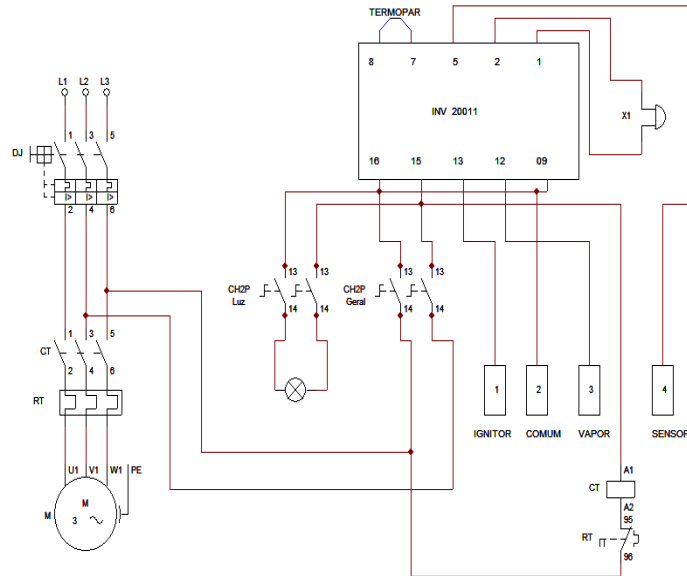 TERMOPAR
8 7 5 2 1
INV 20011
X1
16 15 13 12 09
L1 L2 L3
1 3 5
DJ
I> I> I>
2 4 6
13 13 13 13
CH2P
Luz
CH2P
Geral
14 14 14 14
1 3 5
CT
2 4 6
RT
1 2 3 4
IGNITOR COMUM VAPOR SENSOR
U1 V1 W1 PE
M
M
3
A1
CT
A2
95
RT
96